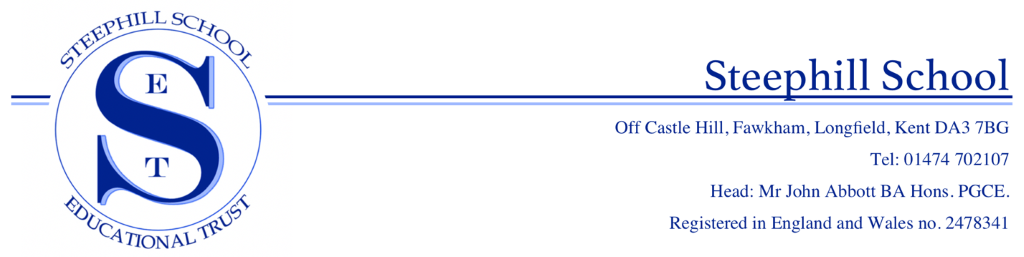 STEEPHILL SCHOOL
E
S
T
EDUCATIONAL TRUST
Steephill School
Off Castle Hill, Fawkham, Longfield, Kent DA3 7BG
Tel: 01474 702107
Head: Mr John Abbott BA Hons. PGCE.
Registered in England and Wales no. 2478341